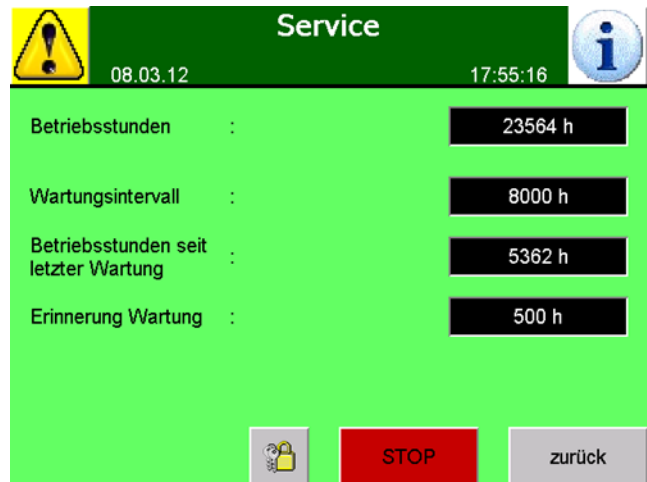 Service
08.03.12 17:55:16
Betriebsstunden : 23564 h
Wartungsintervall : 8000 h
Betriebsstunden seit
letzter Wartung : 5362 h
Erinnerung Wartung : 500 h
STOP zurück